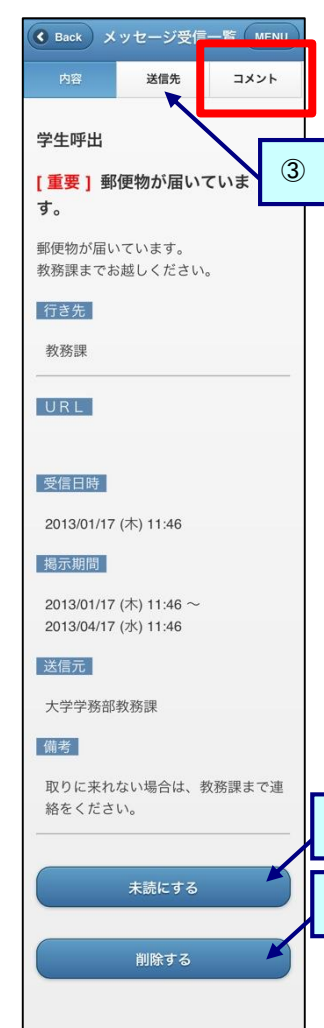 Back メッセージ受信一覧 MENU
内容 送信先 コメント
③
学生呼出
[ 重要 ] 郵便物が届いていま
す。
郵便物が届いています。
教務課までお越しください。
行き先
教務課
URL
受信日時
2013/01/17 (木) 11:46
掲示期間
2013/01/17 (木) 11:46 〜
2013/04/17 (水) 11:46
送信元
大学学務部教務課
備考
取りに来れない場合は、教務課まで連
絡をください。
未読にする
削除する